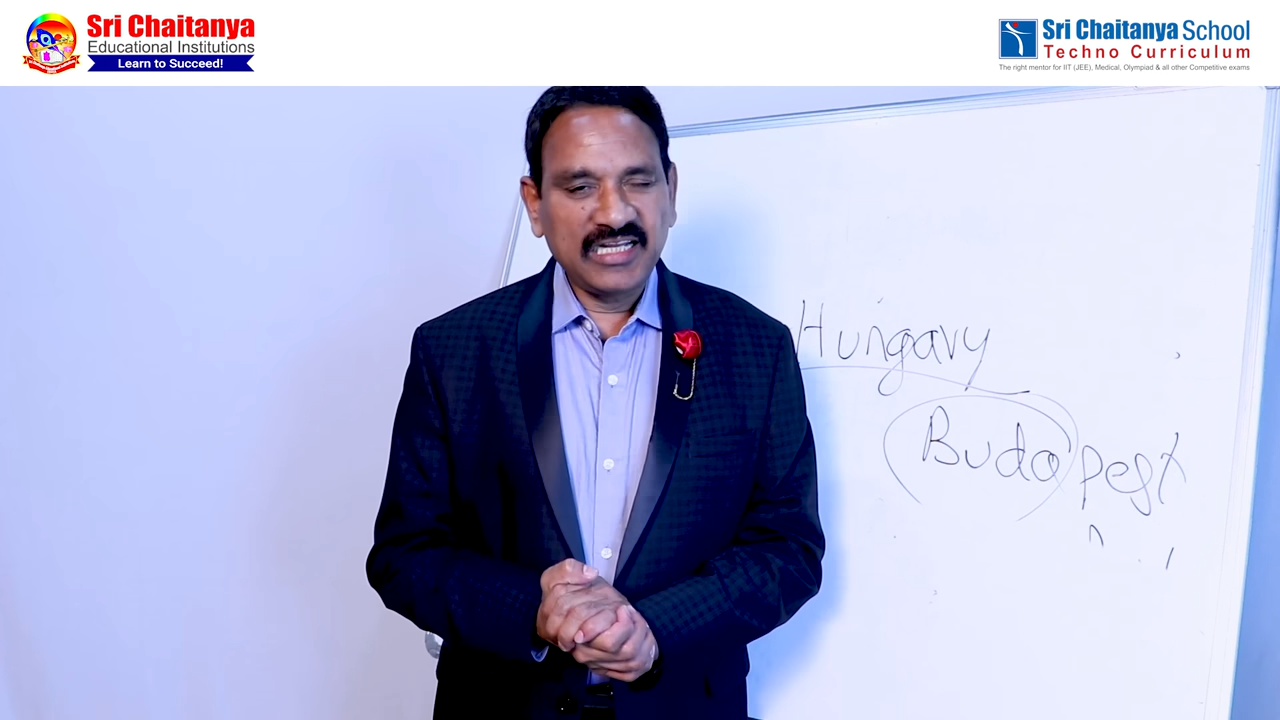 Sri Chaitanya
Educational Institutions
Learn to Succeed!
Sri Chaitanya School
Techno Curriculum
The right mentor for IIT (JEE), Medical, Olympiad & all other Competitive exams
Hungary
Budapest